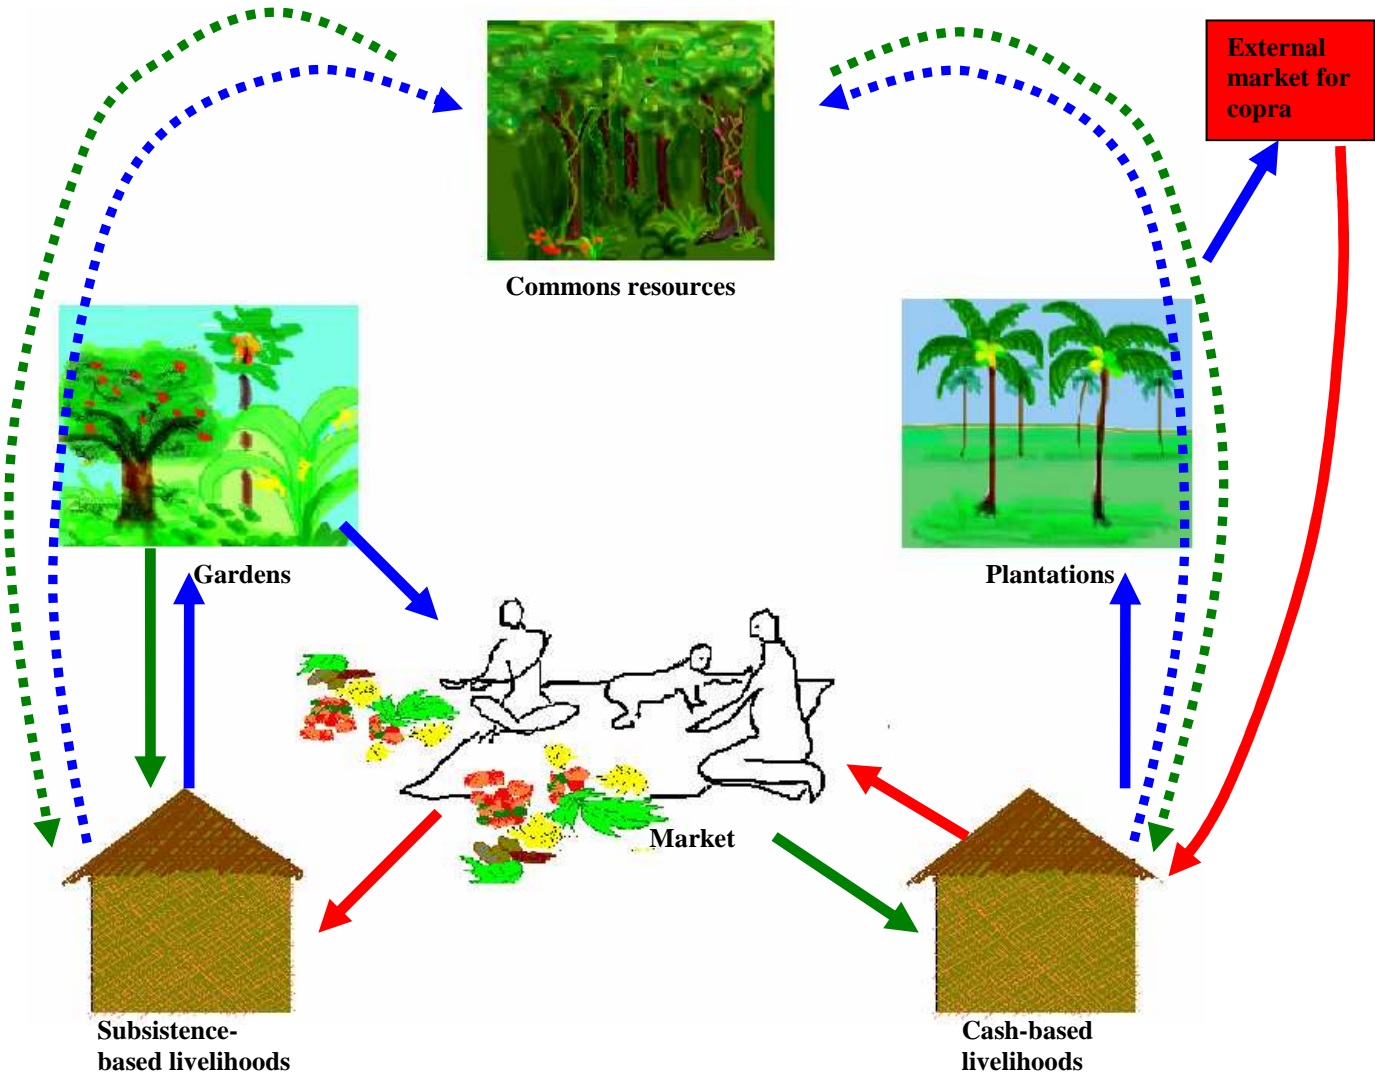 External
market for
copra
Commons resources
Gardens
Plantations
Market
Subsistence-
based livelihoods
Cash-based
livelihoods